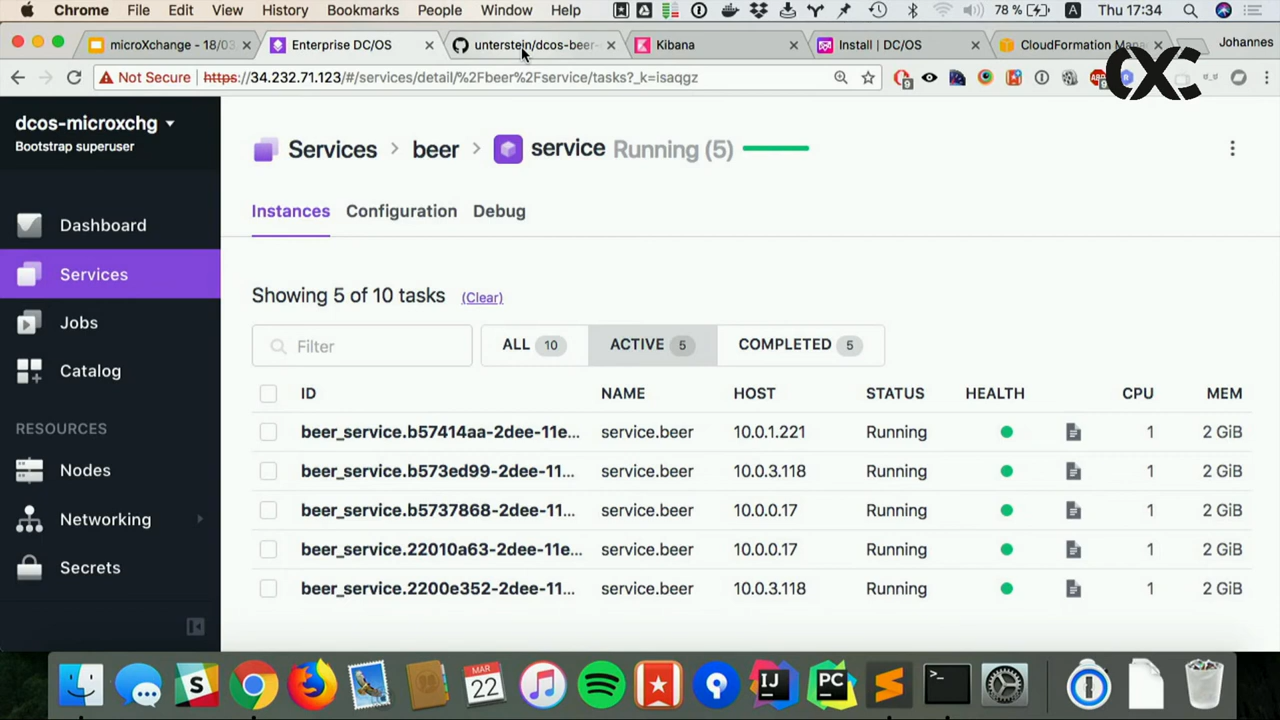 Chrome File Edit View History Bookmarks People Window Help 78 % A Thu 17:34
microXchange - 18/03 Enterprise DC/OS unterstein/dcos-beer- Kibana Install | DC/OS CloudFormation Ma Johannes
Not Secure https://34.232.71.123/#/services/detail/%2Fbeer%2Fservice/tasks?_k=isaqgz
CXC
dcos-microxchg
Bootstrap superuser
Services > beer > service Running (5)
Dashboard
Instances Configuration Debug
Services
Showing 5 of 10 tasks (Clear)
Jobs
Filter ALL 10 ACTIVE 5 COMPLETED 5
Catalog
ID NAME HOST STATUS HEALTH CPU MEM
RESOURCES
beer_service.b57414aa-2dee-11e... service.beer 10.0.1.221 Running 1 2 GiB
Nodes
beer_service.b573ed99-2dee-11... service.beer 10.0.3.118 Running 1 2 GiB
Networking
beer_service.b5737868-2dee-11... service.beer 10.0.0.17 Running 1 2 GiB
beer_service.22010a63-2dee-11e... service.beer 10.0.0.17 Running 1 2 GiB
Secrets
beer_service.2200e352-2dee-11... service.beer 10.0.3.118 Running 1 2 GiB
MAR
22
S
IJ
PC